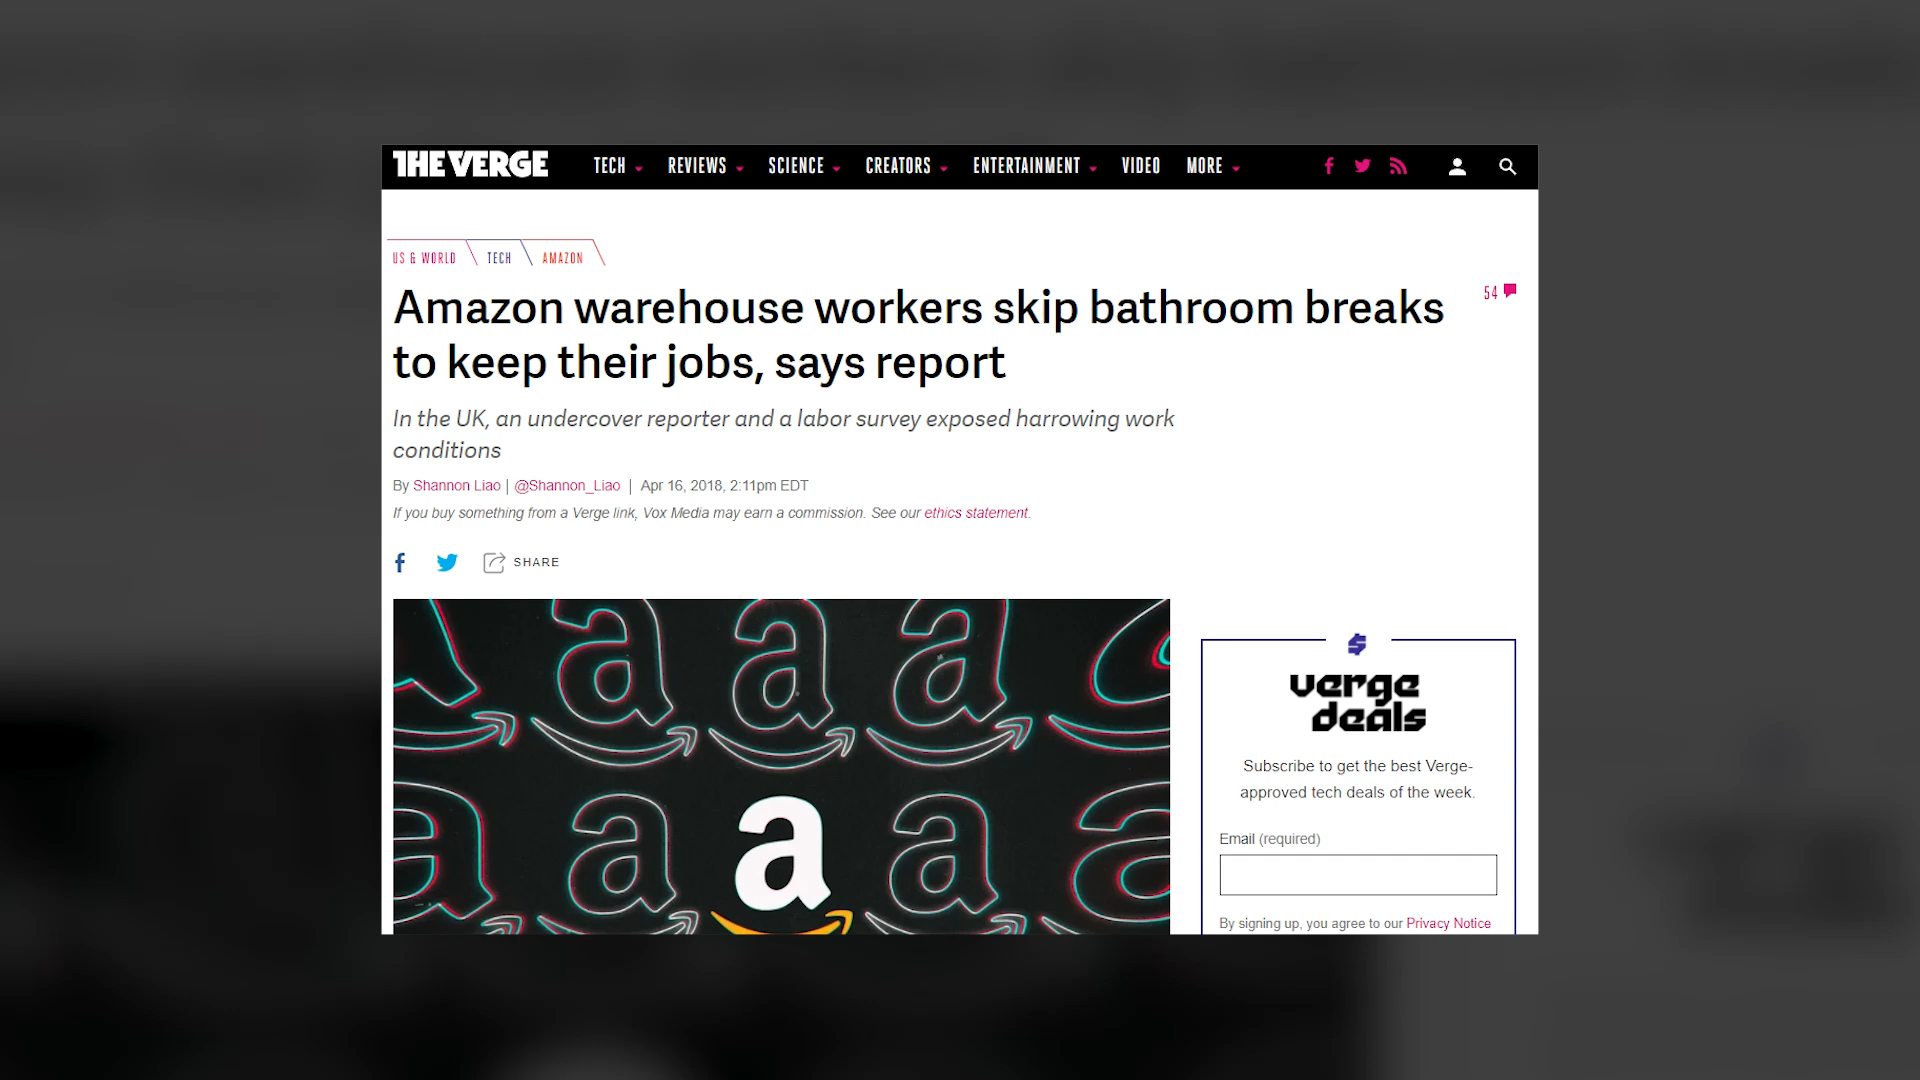 THE VERGE
TECH REVIEWS SCIENCE CREATORS ENTERTAINMENT VIDEO MORE
US & WORLD TECH AMAZON
Amazon warehouse workers skip bathroom breaks
54
to keep their jobs, says report
In the UK, an undercover reporter and a labor survey exposed harrowing work
conditions
By Shannon Liao | @Shannon_Liao | Apr 16, 2018, 2:11pm EDT
If you buy something from a Verge link, Vox Media may earn a commission. See our ethics statement.
SHARE
a a a
a a a a a
verge
deals
Subscribe to get the best Verge-
approved tech deals of the week.
Email (required)
By signing up, you agree to our Privacy Notice